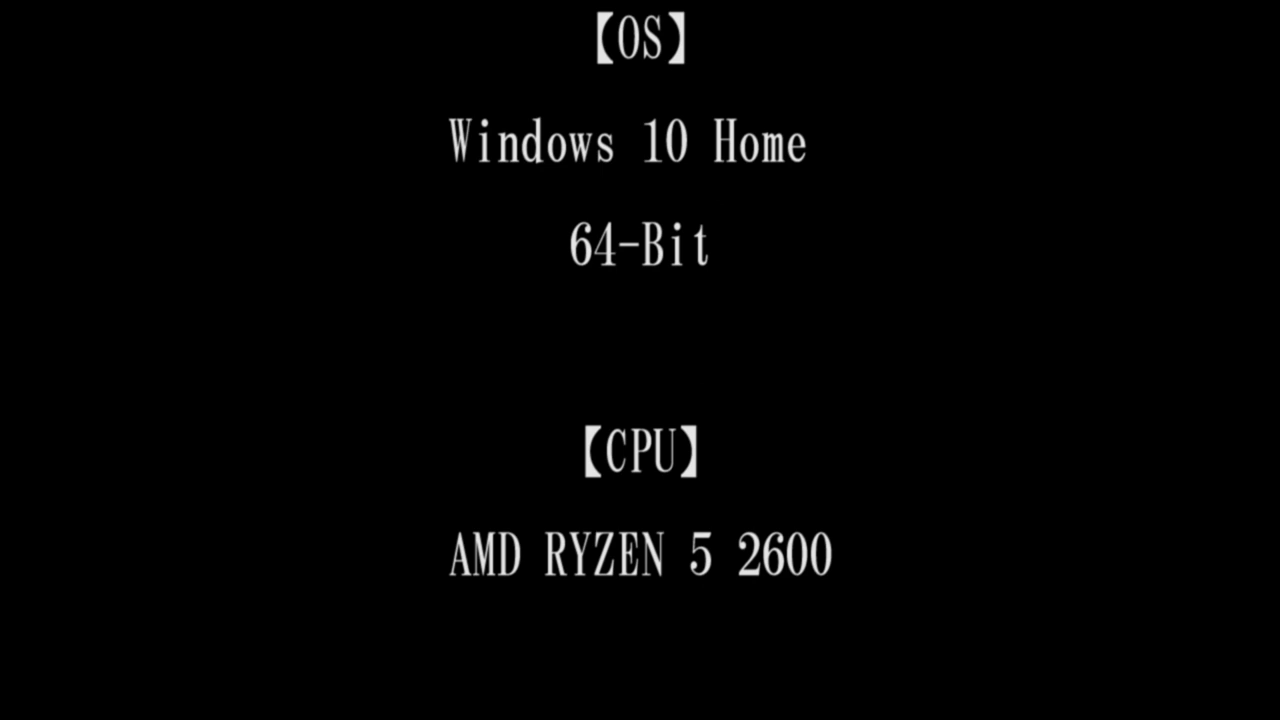 【OS】
Windows 10 Home
64-Bit
【CPU】
AMD RYZEN 5 2600